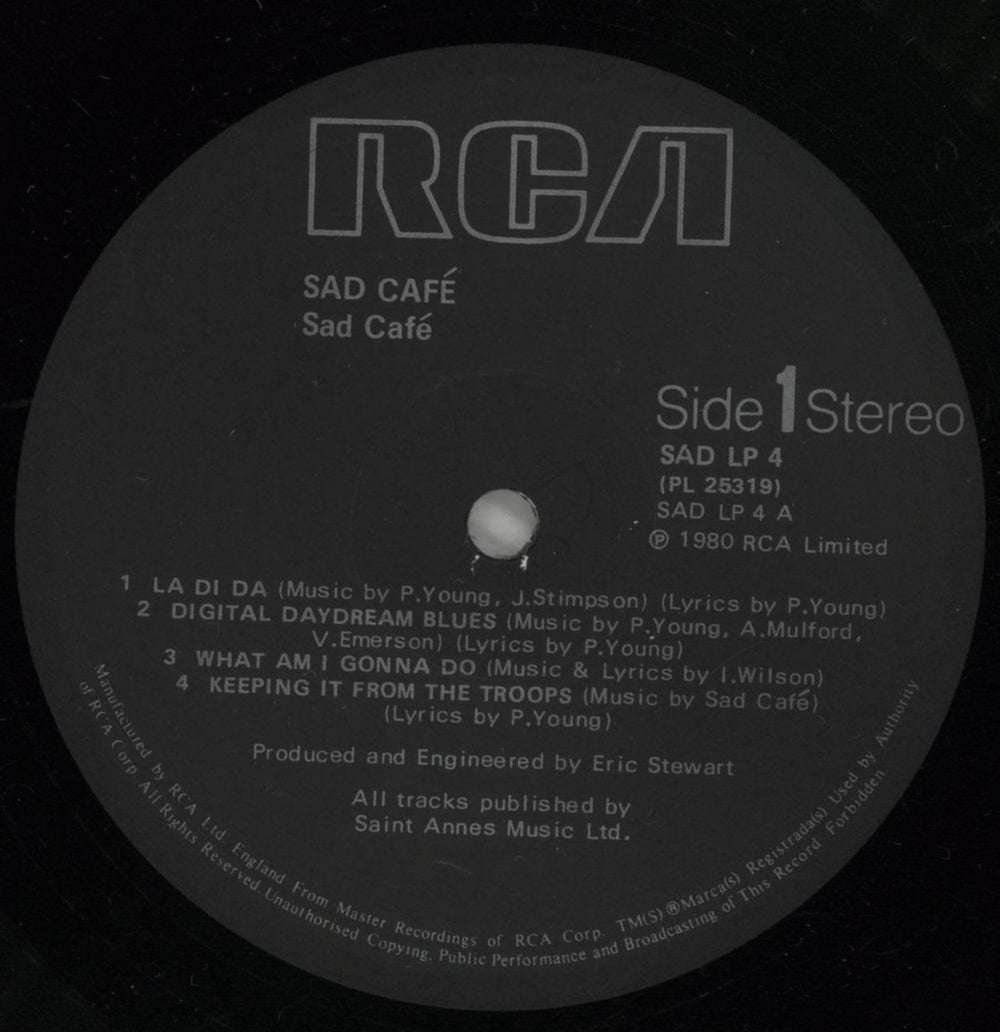 RCA
SAD CAFÉ
Sad Café
Side 1 Stereo
SAD LP 4
(PL 25319)
SAD LP 4 A
Ⓟ 1980 RCA Limited
1 LA DI DA (Music by P.Young, J.Stimpson) (Lyrics by P.Young)
2 DIGITAL DAYDREAM BLUES (Music by P.Young, A.Mulford,
V.Emerson) (Lyrics by P.Young)
3 WHAT AM I GONNA DO (Music & Lyrics by I.Wilson)
4 KEEPING IT FROM THE TROOPS (Music by Sad Café)
(Lyrics by P.Young)
Produced and Engineered by Eric Stewart
All tracks published by
Saint Annes Music Ltd.
Manufactured by RCA Ltd. England From Master Recordings of RCA Corp. TM(S) ® Marca(s) Registrada(s) Used by Authority
of RCA Corp. All Rights Reserved. Unauthorised Copying. Public Performance and Broadcasting of This Record Forbidden